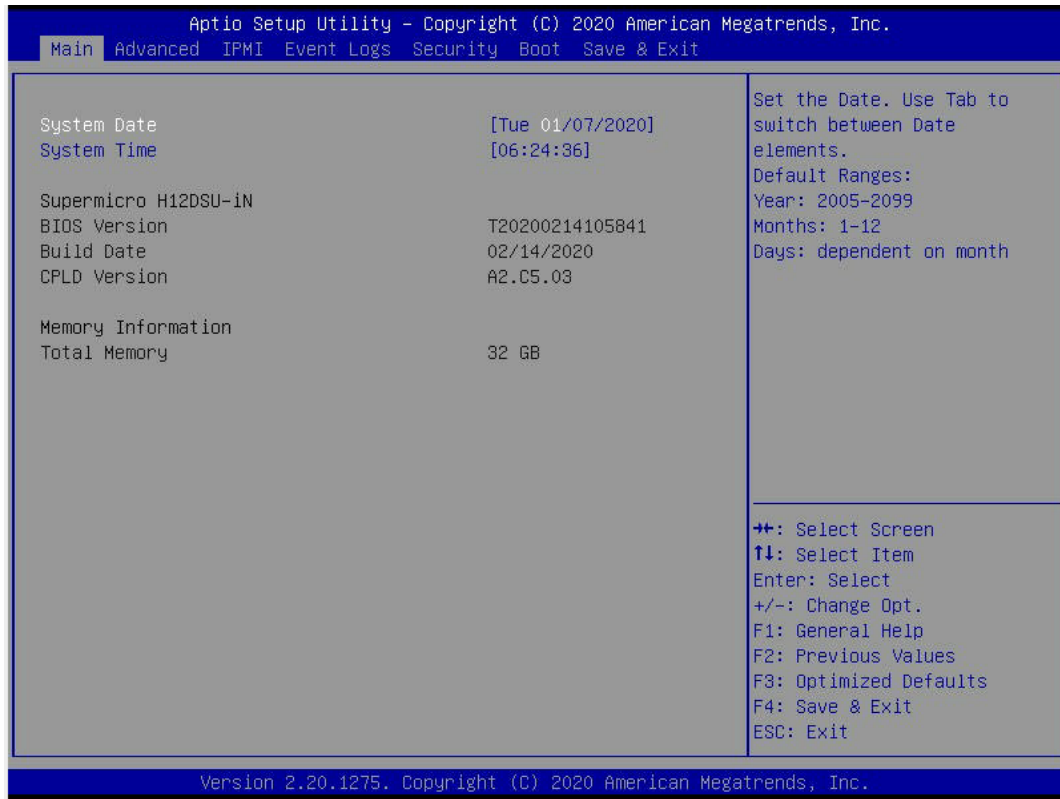 Aptio Setup Utility – Copyright (C) 2020 American Megatrends, Inc.
Main Advanced IPMI Event Logs Security Boot Save & Exit
System Date [Tue 01/07/2020]
System Time [06:24:36]
Supermicro H12DSU-iN
BIOS Version T20200214105841
Build Date 02/14/2020
CPLD Version A2.C5.03
Memory Information
Total Memory 32 GB
Set the Date. Use Tab to
switch between Date
elements.
Default Ranges:
Year: 2005-2099
Months: 1-12
Days: dependent on month
→←: Select Screen
↑↓: Select Item
Enter: Select
+/-: Change Opt.
F1: General Help
F2: Previous Values
F3: Optimized Defaults
F4: Save & Exit
ESC: Exit
Version 2.20.1275. Copyright (C) 2020 American Megatrends, Inc.